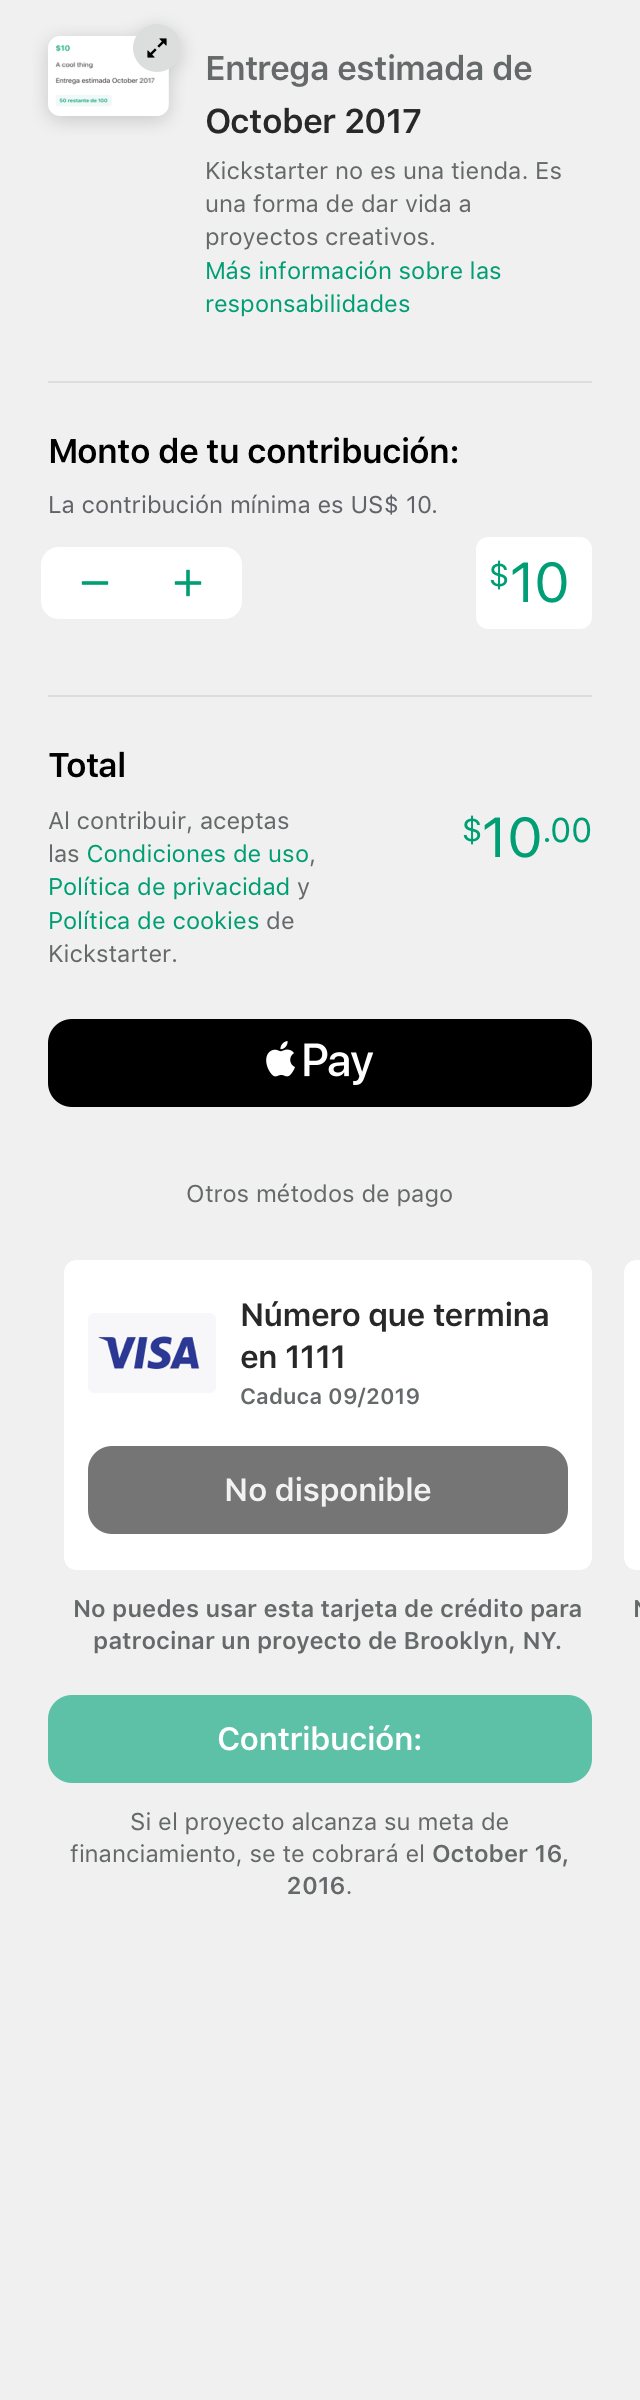 $10
A cool thing
Entrega estimada October 2017
50 restante de 100
Entrega estimada de
October 2017
Kickstarter no es una tienda. Es
una forma de dar vida a
proyectos creativos.
Más información sobre las
responsabilidades
Monto de tu contribución:
La contribución mínima es US$ 10.
− +
$10
Total
Al contribuir, aceptas
las Condiciones de uso,
Política de privacidad y
Política de cookies de
Kickstarter.
$10.00
Pay
Otros métodos de pago
VISA
Número que termina
en 1111
Caduca 09/2019
No disponible
No puedes usar esta tarjeta de crédito para
patrocinar un proyecto de Brooklyn, NY.
Contribución:
Si el proyecto alcanza su meta de
financiamiento, se te cobrará el October 16,
2016.